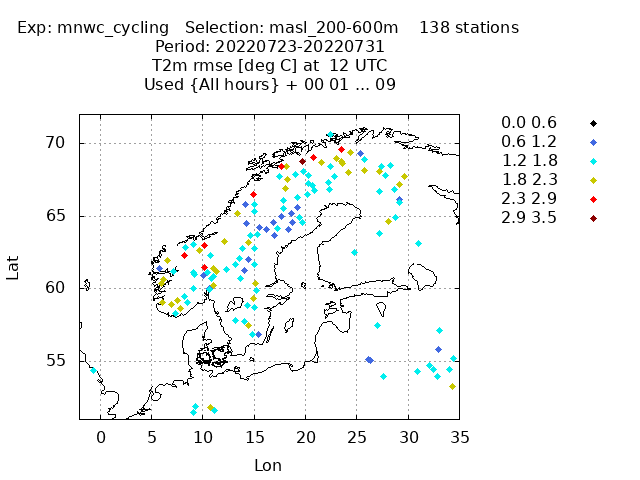 Exp: mnwc_cycling   Selection: masl_200-600m    138 stations
Period: 20220723-20220731
T2m rmse [deg C] at  12 UTC
Used {All hours} + 00 01 ... 09
0.0 0.6
0.6 1.2
1.2 1.8
1.8 2.3
2.3 2.9
2.9 3.5
70
65
60
55
Lat
0 5 10 15 20 25 30 35
Lon